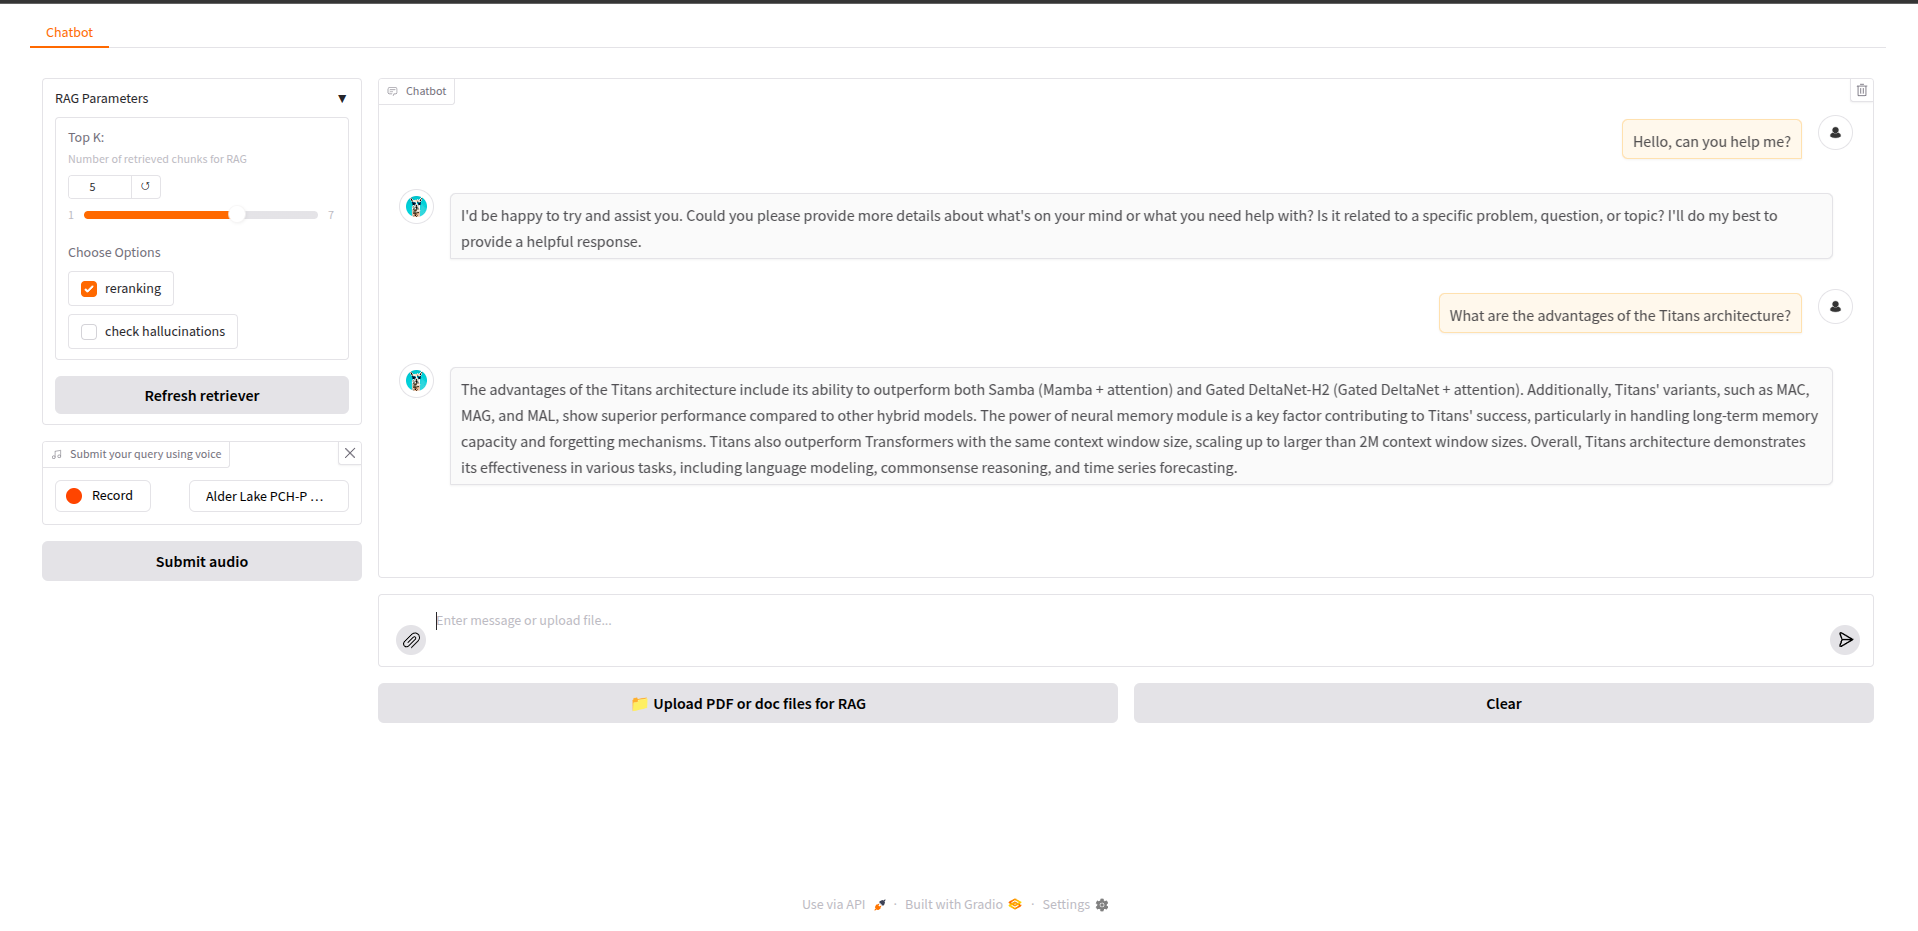 Chatbot
RAG Parameters
▼
Top K:
Number of retrieved chunks for RAG
5
1
7
Choose Options
reranking
check hallucinations
Refresh retriever
Submit your query using voice
Record
Alder Lake PCH-P ...
Submit audio
Chatbot
Hello, can you help me?
I'd be happy to try and assist you. Could you please provide more details about what's on your mind or what you need help with? Is it related to a specific problem, question, or topic? I'll do my best to
provide a helpful response.
What are the advantages of the Titans architecture?
The advantages of the Titans architecture include its ability to outperform both Samba (Mamba + attention) and Gated DeltaNet-H2 (Gated DeltaNet + attention). Additionally, Titans' variants, such as MAC,
MAG, and MAL, show superior performance compared to other hybrid models. The power of neural memory module is a key factor contributing to Titans' success, particularly in handling long-term memory
capacity and forgetting mechanisms. Titans also outperform Transformers with the same context window size, scaling up to larger than 2M context window sizes. Overall, Titans architecture demonstrates
its effectiveness in various tasks, including language modeling, commonsense reasoning, and time series forecasting.
Enter message or upload file...
📁 Upload PDF or doc files for RAG
Clear
Use via API 🚀 · Built with Gradio · Settings ⚙